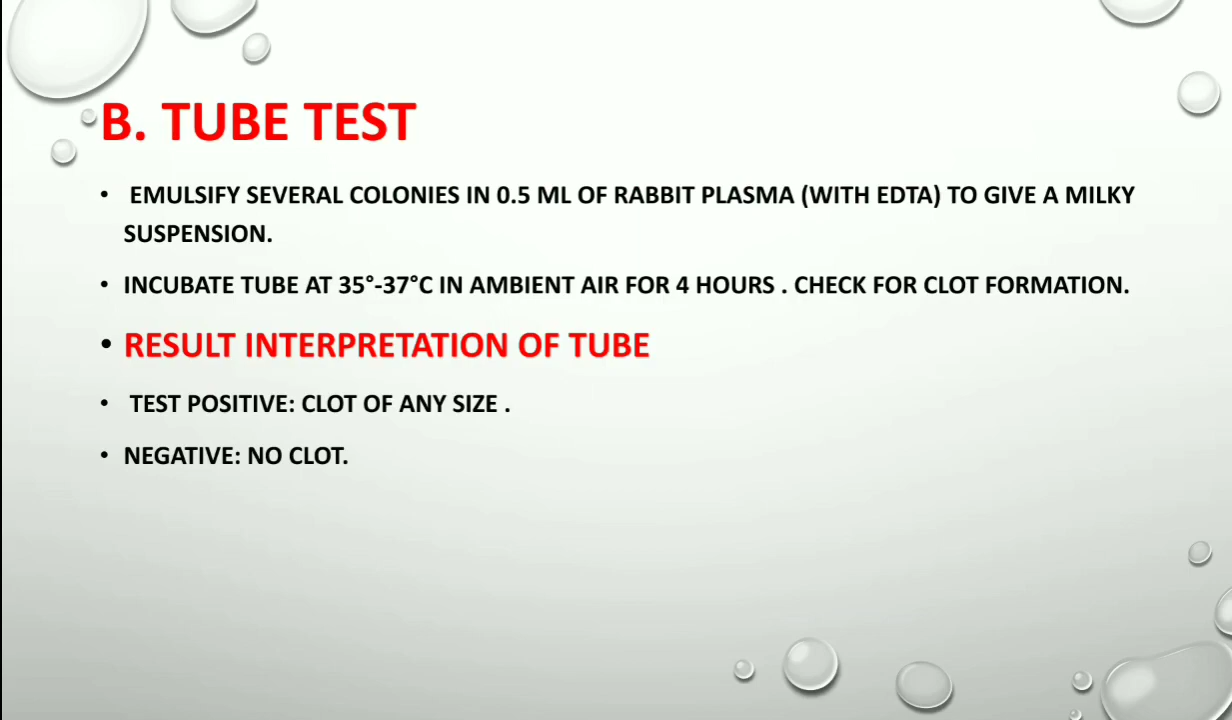 B. TUBE TEST
• EMULSIFY SEVERAL COLONIES IN 0.5 ML OF RABBIT PLASMA (WITH EDTA) TO GIVE A MILKY
SUSPENSION.
• INCUBATE TUBE AT 35°-37°C IN AMBIENT AIR FOR 4 HOURS . CHECK FOR CLOT FORMATION.
• RESULT INTERPRETATION OF TUBE
• TEST POSITIVE: CLOT OF ANY SIZE .
• NEGATIVE: NO CLOT.